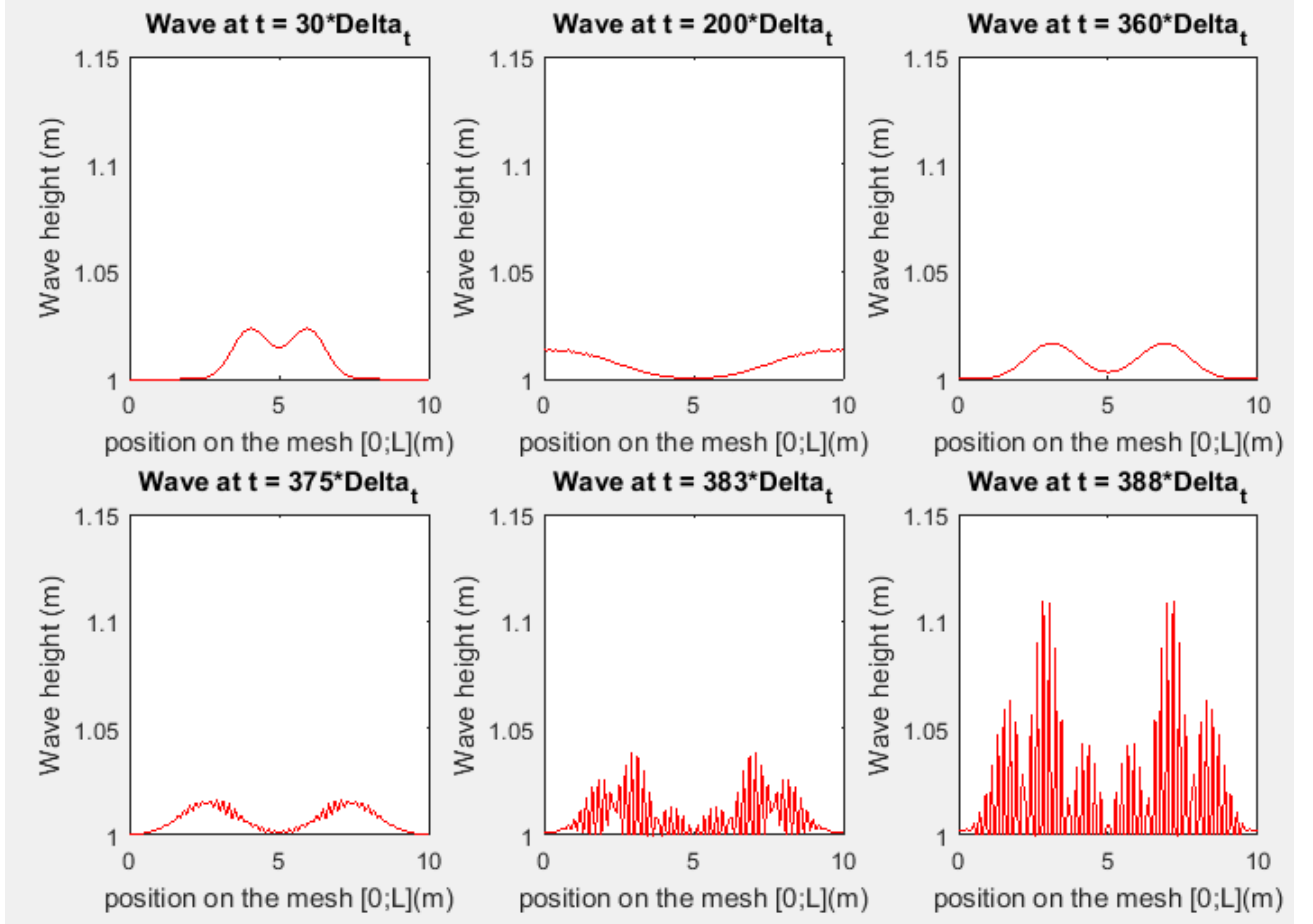 Wave at t = 30*Delta_t
Wave at t = 200*Delta_t
Wave at t = 360*Delta_t
1.15
1.1
1.05
1
Wave height (m)
0
5
10
position on the mesh [0;L](m)
1.15
1.1
1.05
1
Wave height (m)
0
5
10
position on the mesh [0;L](m)
1.15
1.1
1.05
1
Wave height (m)
0
5
10
position on the mesh [0;L](m)
Wave at t = 375*Delta_t
Wave at t = 383*Delta_t
Wave at t = 388*Delta_t
1.15
1.1
1.05
1
Wave height (m)
0
5
10
position on the mesh [0;L](m)
1.15
1.1
1.05
1
Wave height (m)
0
5
10
position on the mesh [0;L](m)
1.15
1.1
1.05
1
Wave height (m)
0
5
10
position on the mesh [0;L](m)